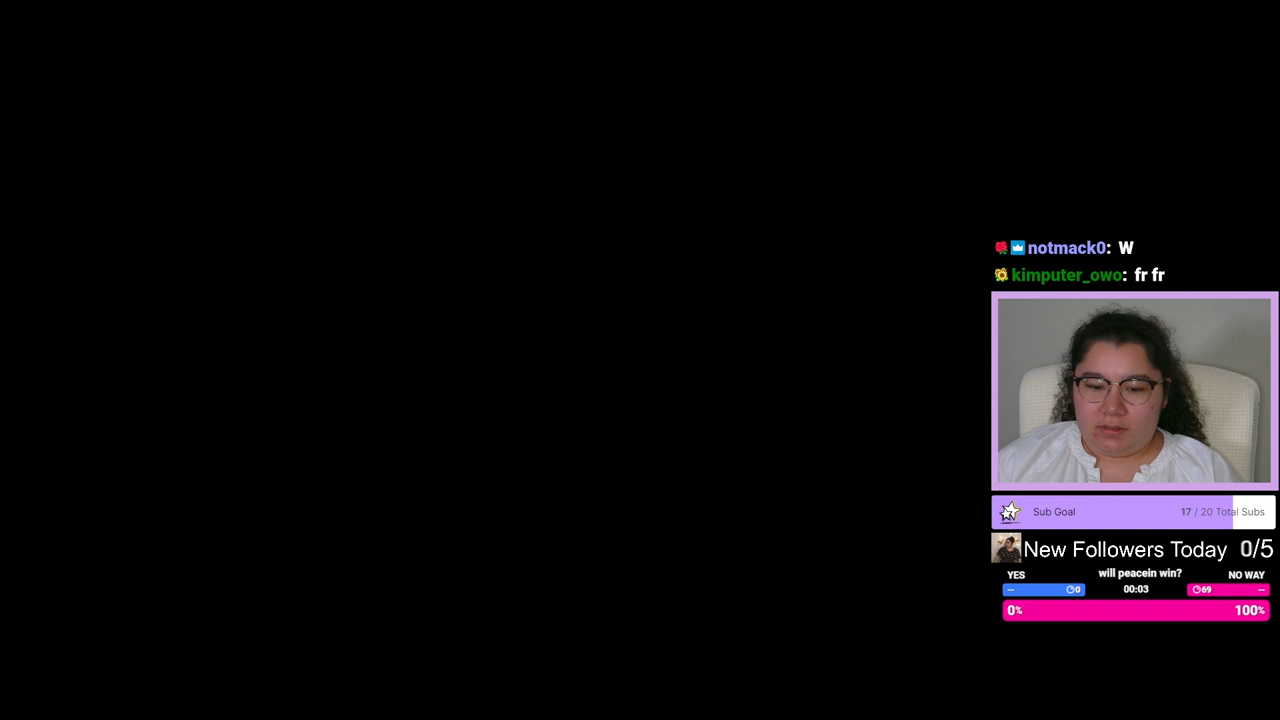 notmack0: W
kimputer_owo: fr fr
Sub Goal 17 / 20 Total Subs
New Followers Today 0/5
YES will peacein win? NO WAY
-- 0 00:03 69 --
0% 100%